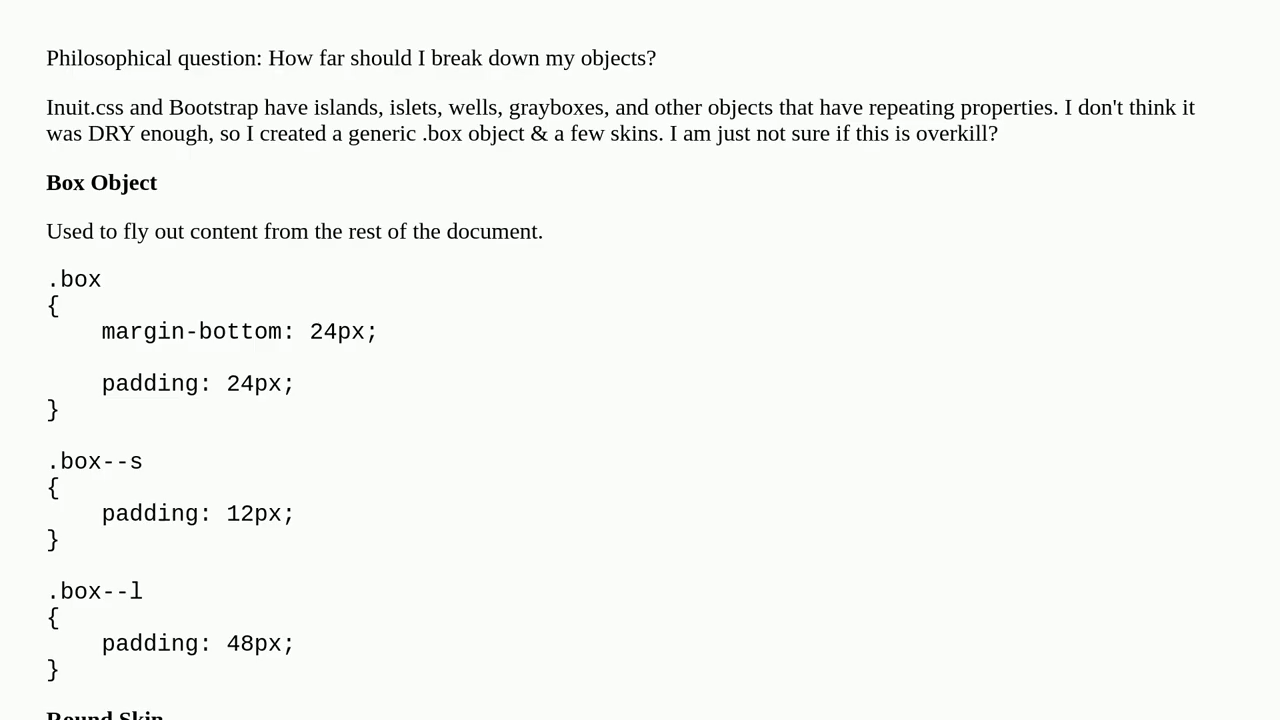 Philosophical question: How far should I break down my objects?
Inuit.css and Bootstrap have islands, islets, wells, grayboxes, and other objects that have repeating properties. I don't think it
was DRY enough, so I created a generic .box object & a few skins. I am just not sure if this is overkill?
Box Object
Used to fly out content from the rest of the document.
.box
{
    margin-bottom: 24px;
    padding: 24px;
}
.box--s
{
    padding: 12px;
}
.box--l
{
    padding: 48px;
}
Round Skin